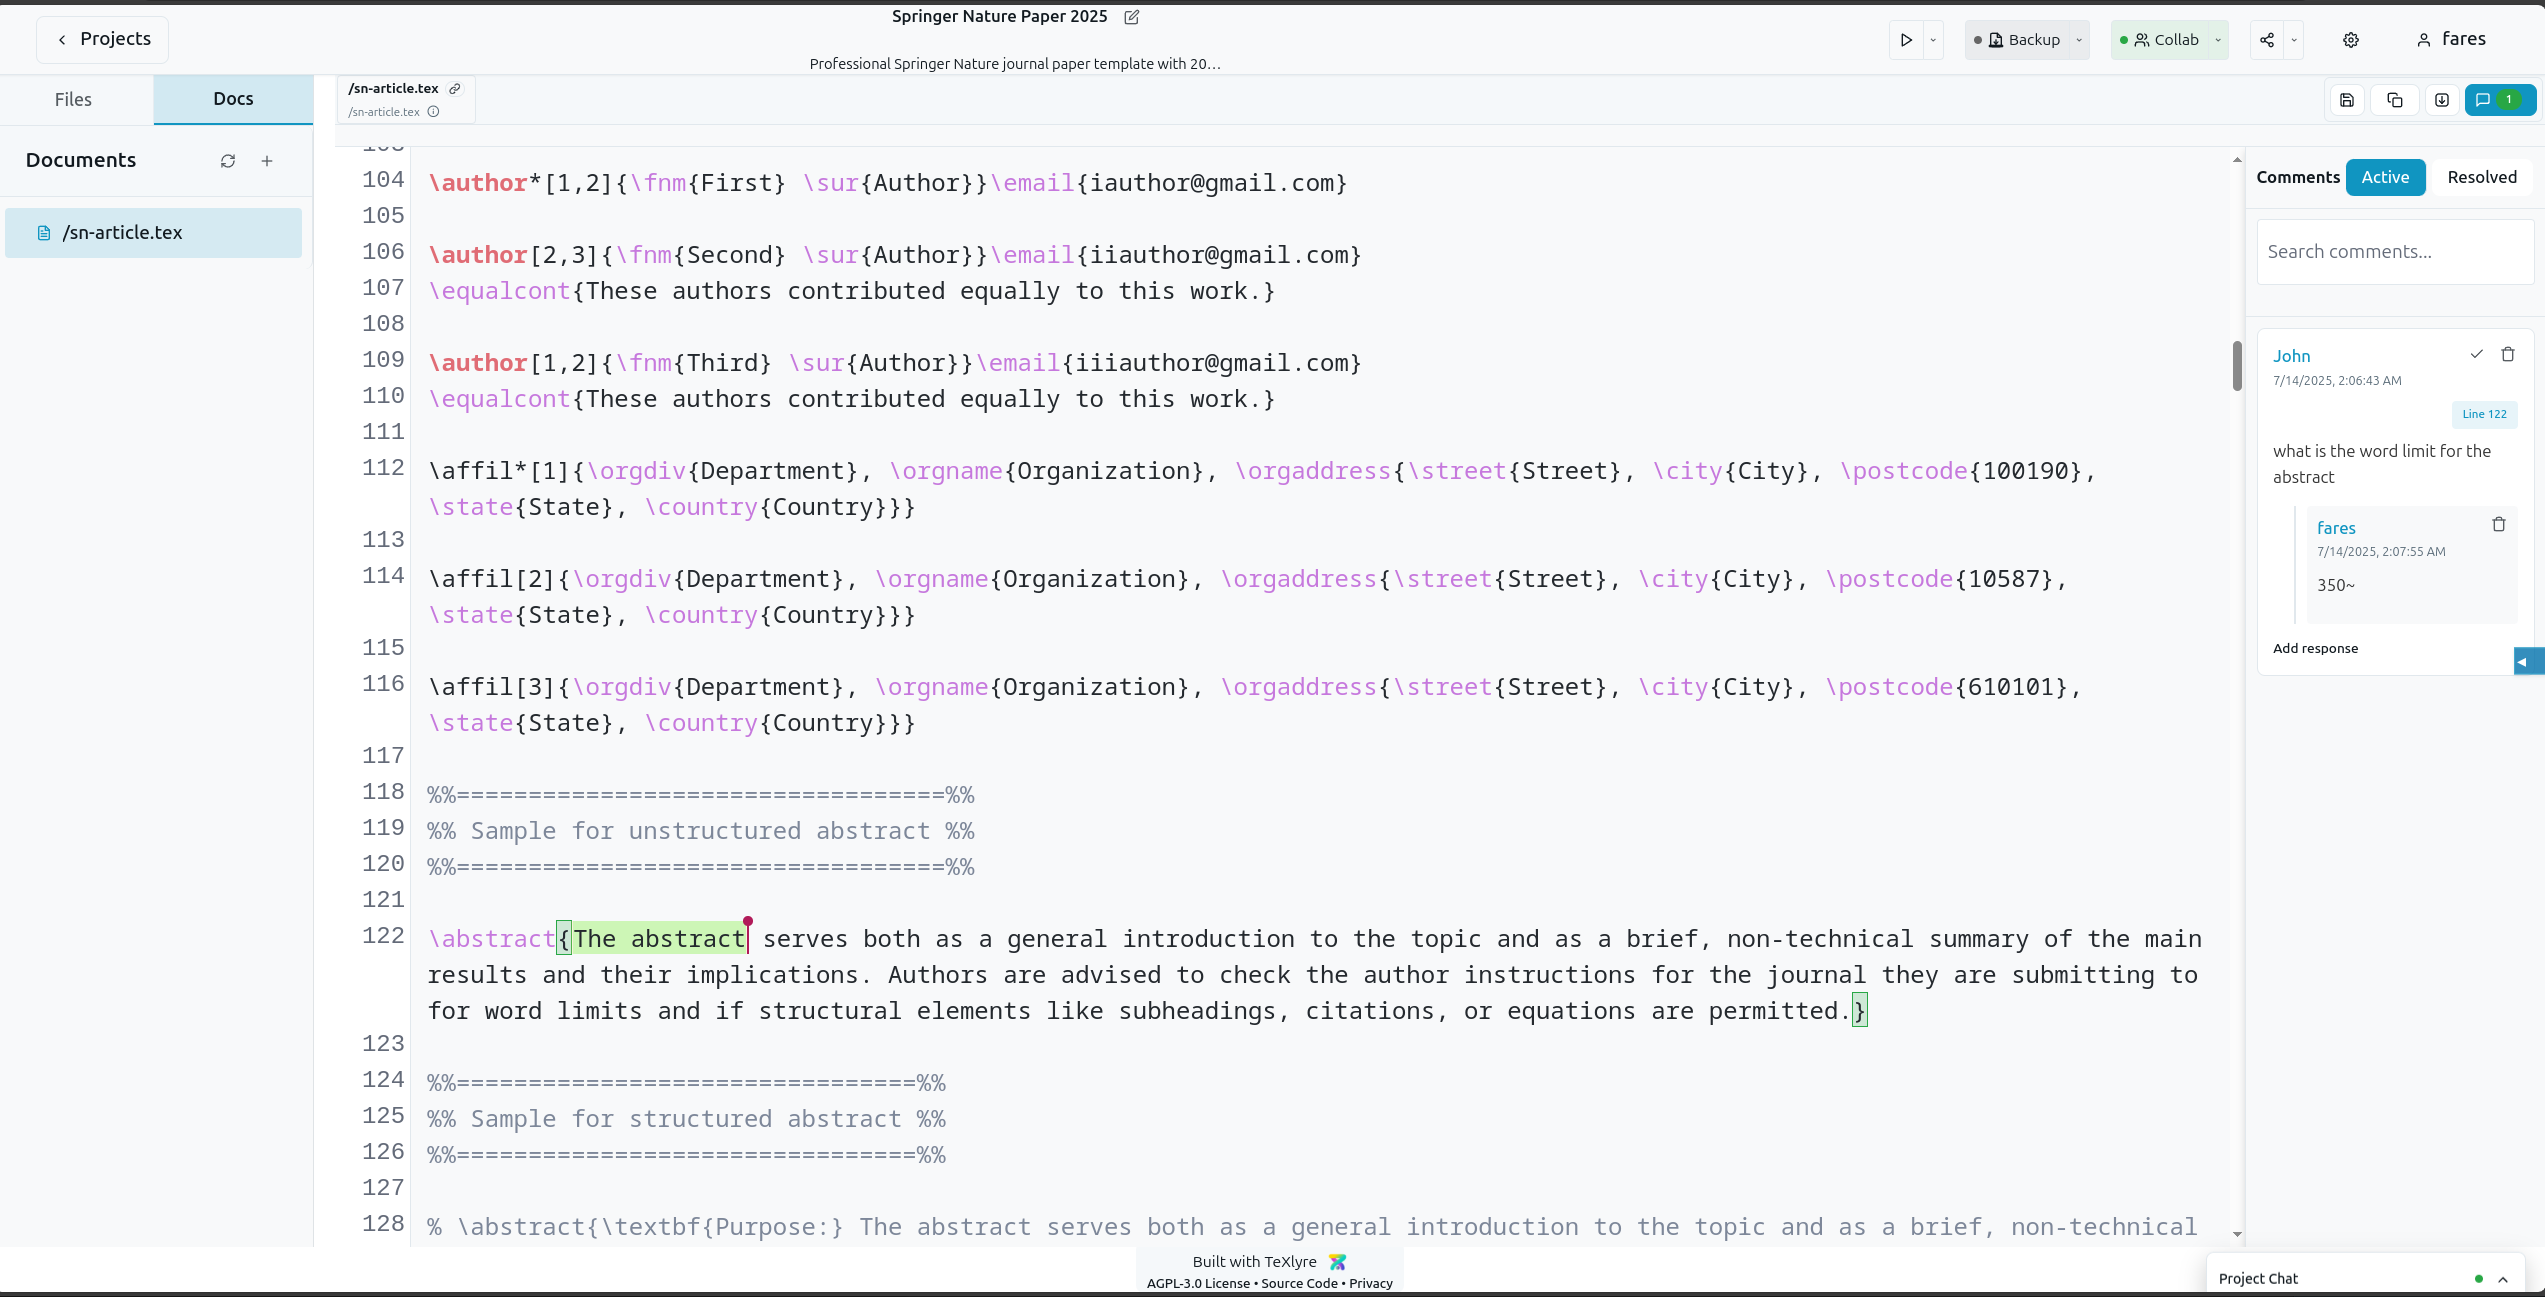 Springer Nature Paper 2025
Projects
Backup
Collab
fares
Professional Springer Nature journal paper template with 20…
Files
Docs
/sn-article.tex
/sn-article.tex
1
Documents
/sn-article.tex
103
104 \author*[1,2]{\fnm{First} \sur{Author}}\email{iauthor@gmail.com}
105
106 \author[2,3]{\fnm{Second} \sur{Author}}\email{iiauthor@gmail.com}
107 \equalcont{These authors contributed equally to this work.}
108
109 \author[1,2]{\fnm{Third} \sur{Author}}\email{iiiauthor@gmail.com}
110 \equalcont{These authors contributed equally to this work.}
111
112 \affil*[1]{\orgdiv{Department}, \orgname{Organization}, \orgaddress{\street{Street}, \city{City}, \postcode{100190},
\state{State}, \country{Country}}}
113
114 \affil[2]{\orgdiv{Department}, \orgname{Organization}, \orgaddress{\street{Street}, \city{City}, \postcode{10587},
\state{State}, \country{Country}}}
115
116 \affil[3]{\orgdiv{Department}, \orgname{Organization}, \orgaddress{\street{Street}, \city{City}, \postcode{610101},
\state{State}, \country{Country}}}
117
118 %%==================================%%
119 %% Sample for unstructured abstract %%
120 %%==================================%%
121
122 \abstract{The abstract serves both as a general introduction to the topic and as a brief, non-technical summary of the main
results and their implications. Authors are advised to check the author instructions for the journal they are submitting to
for word limits and if structural elements like subheadings, citations, or equations are permitted.}
123
124 %%================================%%
125 %% Sample for structured abstract %%
126 %%================================%%
127
128 % \abstract{\textbf{Purpose:} The abstract serves both as a general introduction to the topic and as a brief, non-technical
Comments
Active
Resolved
Search comments...
John
7/14/2025, 2:06:43 AM
Line 122
what is the word limit for the
abstract
fares
7/14/2025, 2:07:55 AM
350~
Add response
Built with TeXlyre
AGPL-3.0 License • Source Code • Privacy
Project Chat